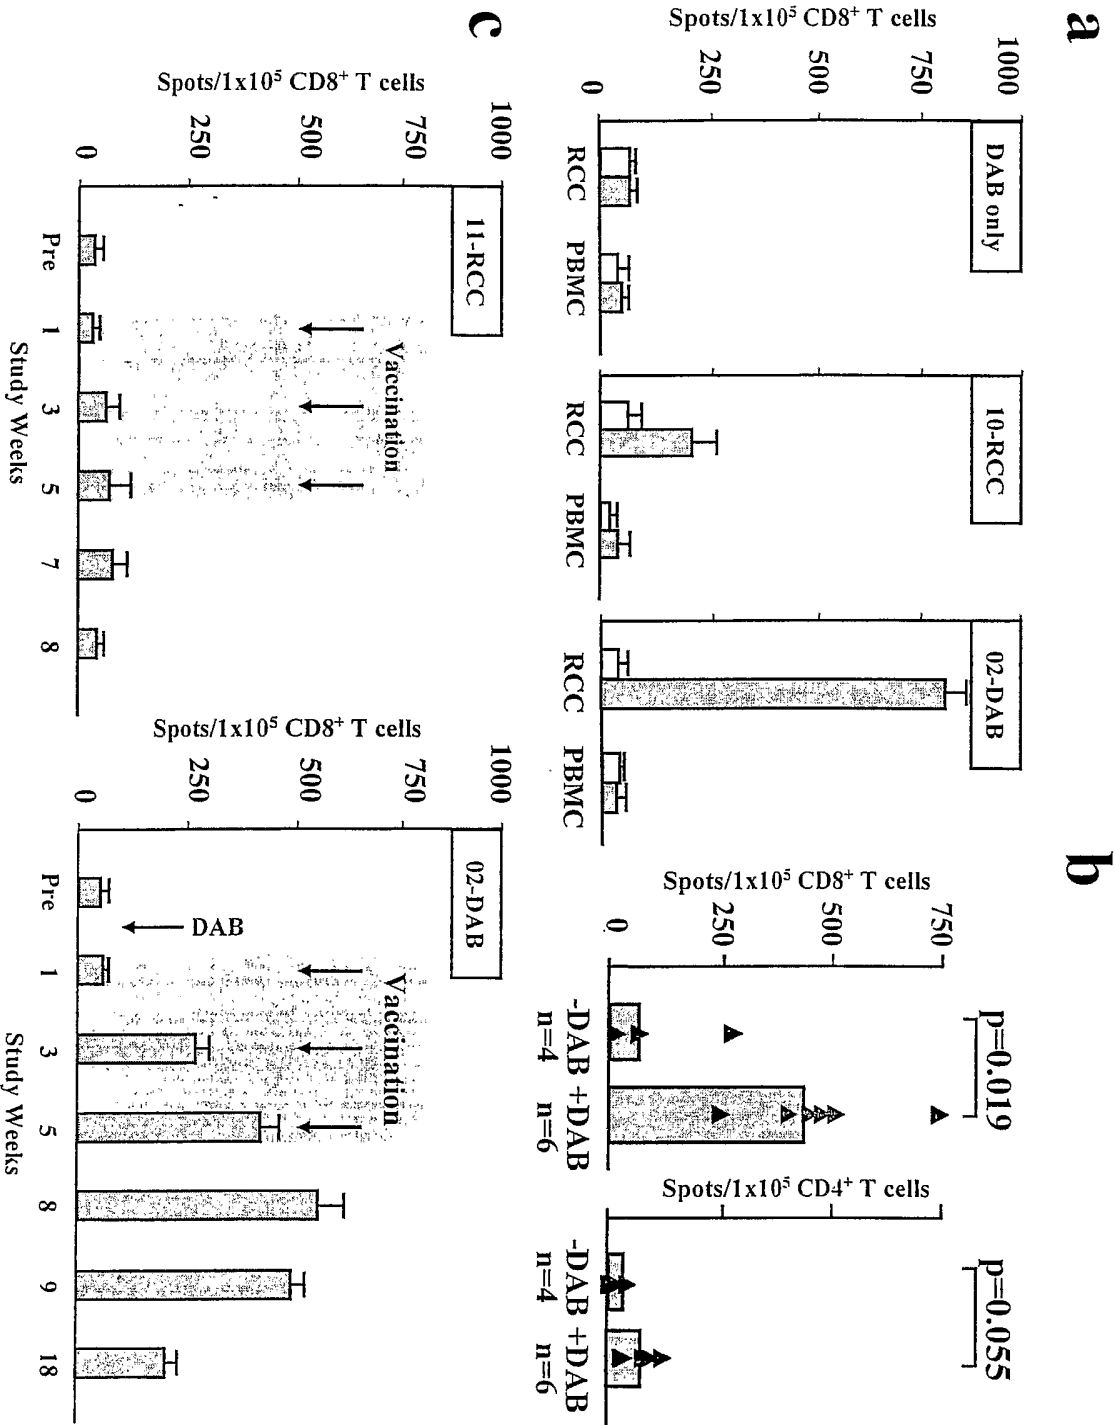 a
Spots/1x10⁵ CD8⁺ T cells
1000
750
500
250
0
DAB only
RCC PBMC
10-RCC
RCC PBMC
02-DAB
RCC PBMC
b
Spots/1x10⁵ CD8⁺ T cells
750
500
250
0
p=0.019
-DAB +DAB
n=4 n=6
Spots/1x10⁵ CD4⁺ T cells
p=0.055
-DAB +DAB
n=4 n=6
c
Spots/1x10⁵ CD8⁺ T cells
1000
750
500
250
0
11-RCC
Vaccination
Pre 1 3 5 7 8
Study Weeks
Spots/1x10⁵ CD8⁺ T cells
1000
750
500
250
0
02-DAB
Vaccination
DAB
Pre 1 3 5 8 9 18
Study Weeks